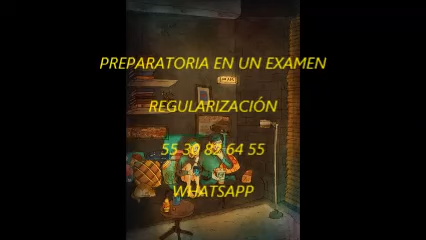 PREPARATORIA EN UN EXAMEN
REGULARIZACIÓN
55 30 82 64 55
WHATSAPP